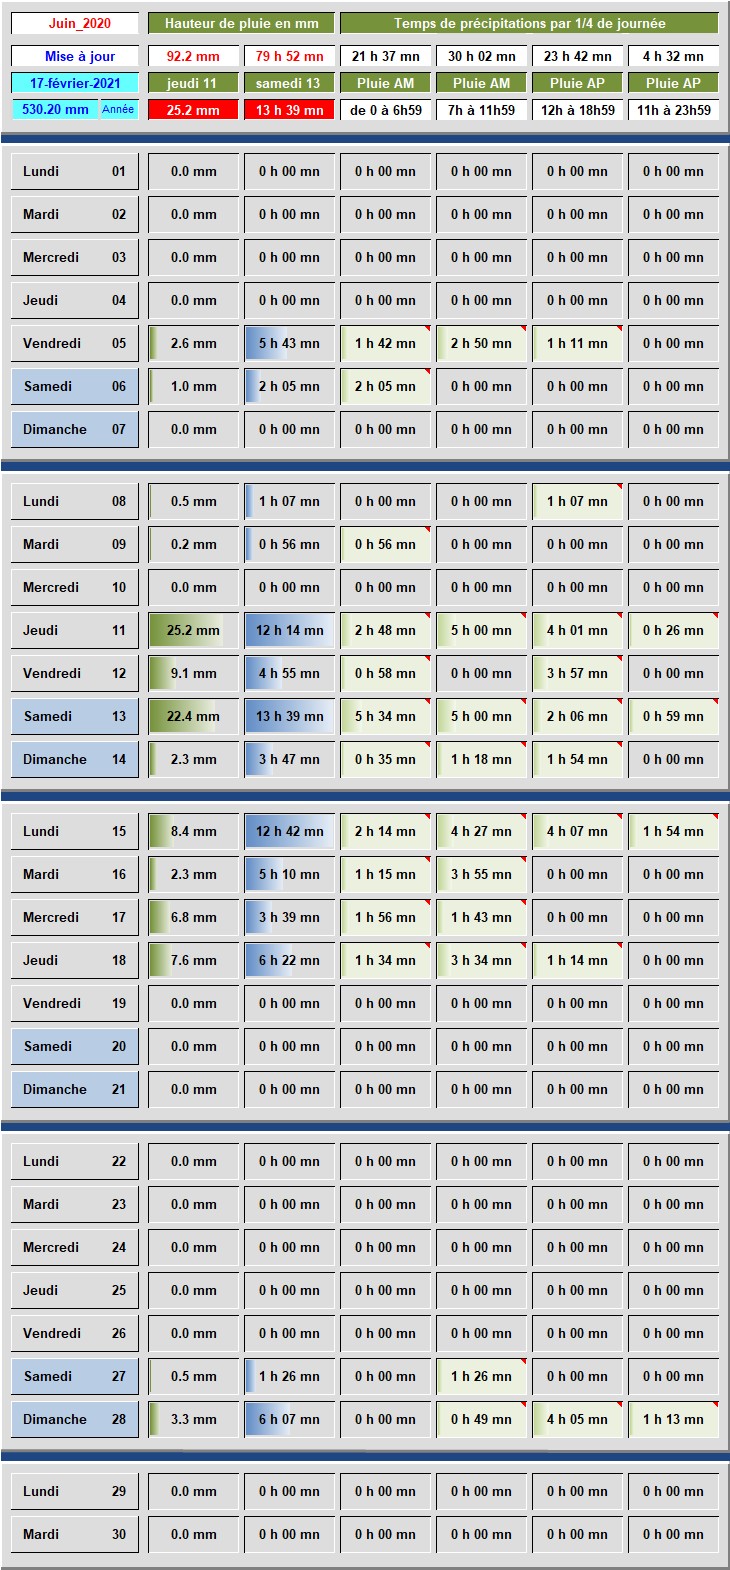 Juin_2020 Hauteur de pluie en mm Temps de précipitations par 1/4 de journée
Mise à jour 92.2 mm 79 h 52 mn 21 h 37 mn 30 h 02 mn 23 h 42 mn 4 h 32 mn
17-février-2021 jeudi 11 samedi 13 Pluie AM Pluie AM Pluie AP Pluie AP
530.20 mm Année 25.2 mm 13 h 39 mn de 0 à 6h59 7h à 11h59 12h à 18h59 11h à 23h59
Lundi 01 0.0 mm 0 h 00 mn 0 h 00 mn 0 h 00 mn 0 h 00 mn 0 h 00 mn
Mardi 02 0.0 mm 0 h 00 mn 0 h 00 mn 0 h 00 mn 0 h 00 mn 0 h 00 mn
Mercredi 03 0.0 mm 0 h 00 mn 0 h 00 mn 0 h 00 mn 0 h 00 mn 0 h 00 mn
Jeudi 04 0.0 mm 0 h 00 mn 0 h 00 mn 0 h 00 mn 0 h 00 mn 0 h 00 mn
Vendredi 05 2.6 mm 5 h 43 mn 1 h 42 mn 2 h 50 mn 1 h 11 mn 0 h 00 mn
Samedi 06 1.0 mm 2 h 05 mn 2 h 05 mn 0 h 00 mn 0 h 00 mn 0 h 00 mn
Dimanche 07 0.0 mm 0 h 00 mn 0 h 00 mn 0 h 00 mn 0 h 00 mn 0 h 00 mn
Lundi 08 0.5 mm 1 h 07 mn 0 h 00 mn 0 h 00 mn 1 h 07 mn 0 h 00 mn
Mardi 09 0.2 mm 0 h 56 mn 0 h 56 mn 0 h 00 mn 0 h 00 mn 0 h 00 mn
Mercredi 10 0.0 mm 0 h 00 mn 0 h 00 mn 0 h 00 mn 0 h 00 mn 0 h 00 mn
Jeudi 11 25.2 mm 12 h 14 mn 2 h 48 mn 5 h 00 mn 4 h 01 mn 0 h 26 mn
Vendredi 12 9.1 mm 4 h 55 mn 0 h 58 mn 0 h 00 mn 3 h 57 mn 0 h 00 mn
Samedi 13 22.4 mm 13 h 39 mn 5 h 34 mn 5 h 00 mn 2 h 06 mn 0 h 59 mn
Dimanche 14 2.3 mm 3 h 47 mn 0 h 35 mn 1 h 18 mn 1 h 54 mn 0 h 00 mn
Lundi 15 8.4 mm 12 h 42 mn 2 h 14 mn 4 h 27 mn 4 h 07 mn 1 h 54 mn
Mardi 16 2.3 mm 5 h 10 mn 1 h 15 mn 3 h 55 mn 0 h 00 mn 0 h 00 mn
Mercredi 17 6.8 mm 3 h 39 mn 1 h 56 mn 1 h 43 mn 0 h 00 mn 0 h 00 mn
Jeudi 18 7.6 mm 6 h 22 mn 1 h 34 mn 3 h 34 mn 1 h 14 mn 0 h 00 mn
Vendredi 19 0.0 mm 0 h 00 mn 0 h 00 mn 0 h 00 mn 0 h 00 mn 0 h 00 mn
Samedi 20 0.0 mm 0 h 00 mn 0 h 00 mn 0 h 00 mn 0 h 00 mn 0 h 00 mn
Dimanche 21 0.0 mm 0 h 00 mn 0 h 00 mn 0 h 00 mn 0 h 00 mn 0 h 00 mn
Lundi 22 0.0 mm 0 h 00 mn 0 h 00 mn 0 h 00 mn 0 h 00 mn 0 h 00 mn
Mardi 23 0.0 mm 0 h 00 mn 0 h 00 mn 0 h 00 mn 0 h 00 mn 0 h 00 mn
Mercredi 24 0.0 mm 0 h 00 mn 0 h 00 mn 0 h 00 mn 0 h 00 mn 0 h 00 mn
Jeudi 25 0.0 mm 0 h 00 mn 0 h 00 mn 0 h 00 mn 0 h 00 mn 0 h 00 mn
Vendredi 26 0.0 mm 0 h 00 mn 0 h 00 mn 0 h 00 mn 0 h 00 mn 0 h 00 mn
Samedi 27 0.5 mm 1 h 26 mn 0 h 00 mn 1 h 26 mn 0 h 00 mn 0 h 00 mn
Dimanche 28 3.3 mm 6 h 07 mn 0 h 00 mn 0 h 49 mn 4 h 05 mn 1 h 13 mn
Lundi 29 0.0 mm 0 h 00 mn 0 h 00 mn 0 h 00 mn 0 h 00 mn 0 h 00 mn
Mardi 30 0.0 mm 0 h 00 mn 0 h 00 mn 0 h 00 mn 0 h 00 mn 0 h 00 mn